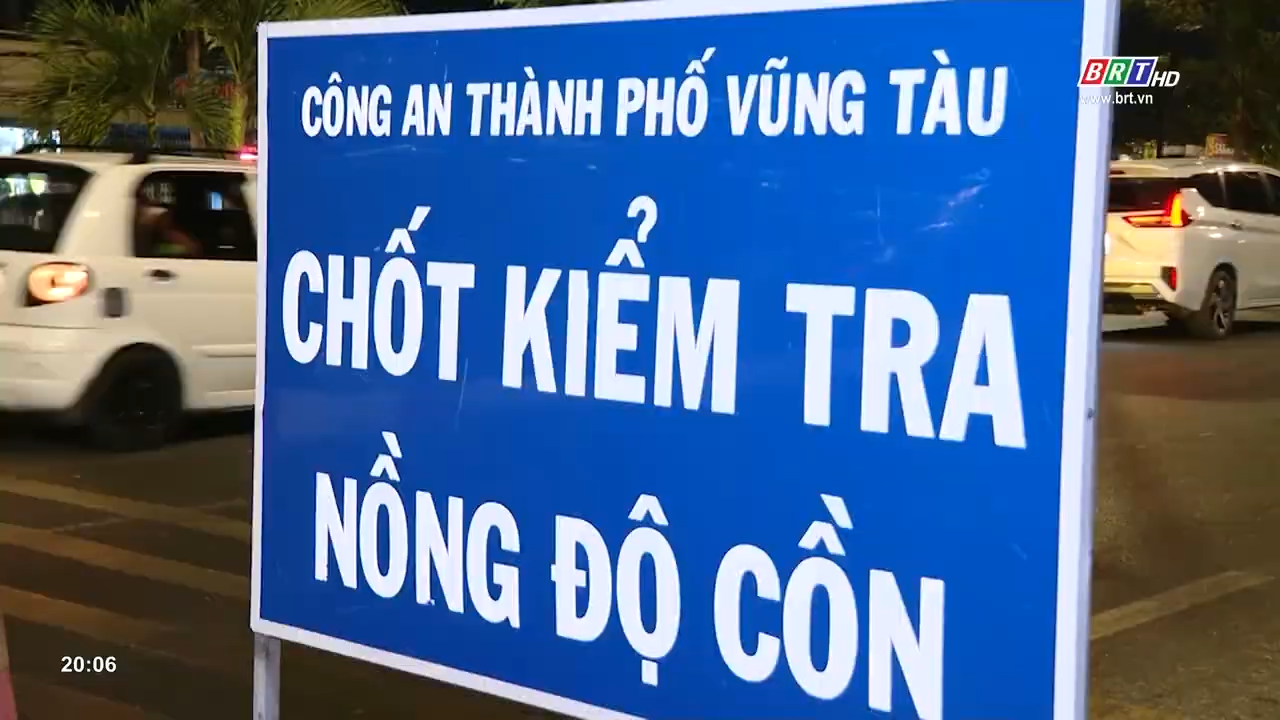 CÔNG AN THÀNH PHỐ VŨNG TÀU
BRT HD
www.brt.vn
CHỐT KIỂM TRA
NỒNG ĐỘ CỒN
20:06